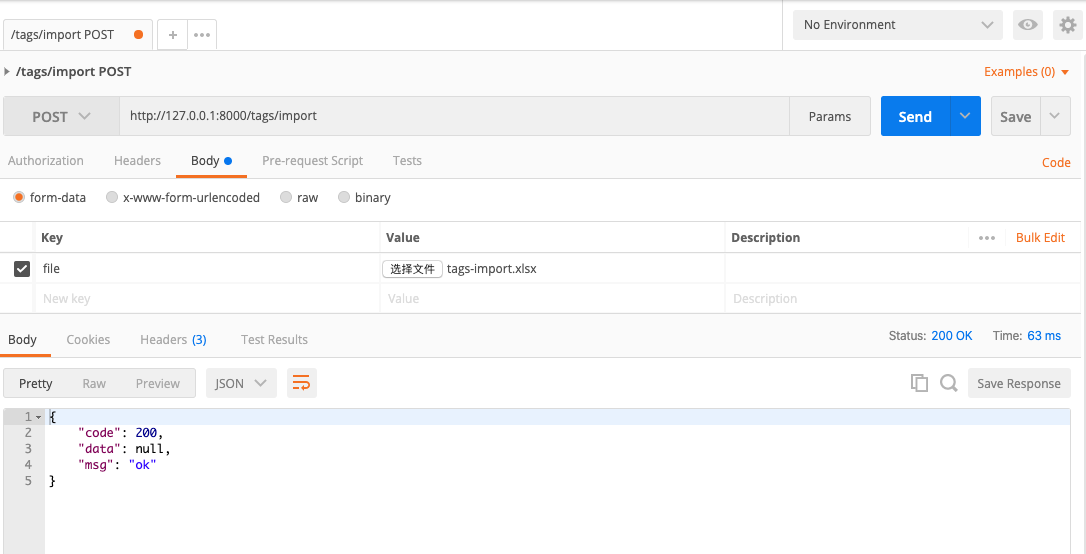 /tags/import POST
+
No Environment
/tags/import POST
Examples (0)
POST
http://127.0.0.1:8000/tags/import
Params
Send
Save
Authorization
Headers
Body
Pre-request Script
Tests
Code
form-data
x-www-form-urlencoded
raw
binary
Key
Value
Description
Bulk Edit
file
选择文件 tags-import.xlsx
New key
Value
Description
Body
Cookies
Headers (3)
Test Results
Status: 200 OK
Time: 63 ms
Pretty
Raw
Preview
JSON
Save Response
1 {
2 "code": 200,
3 "data": null,
4 "msg": "ok"
5 }